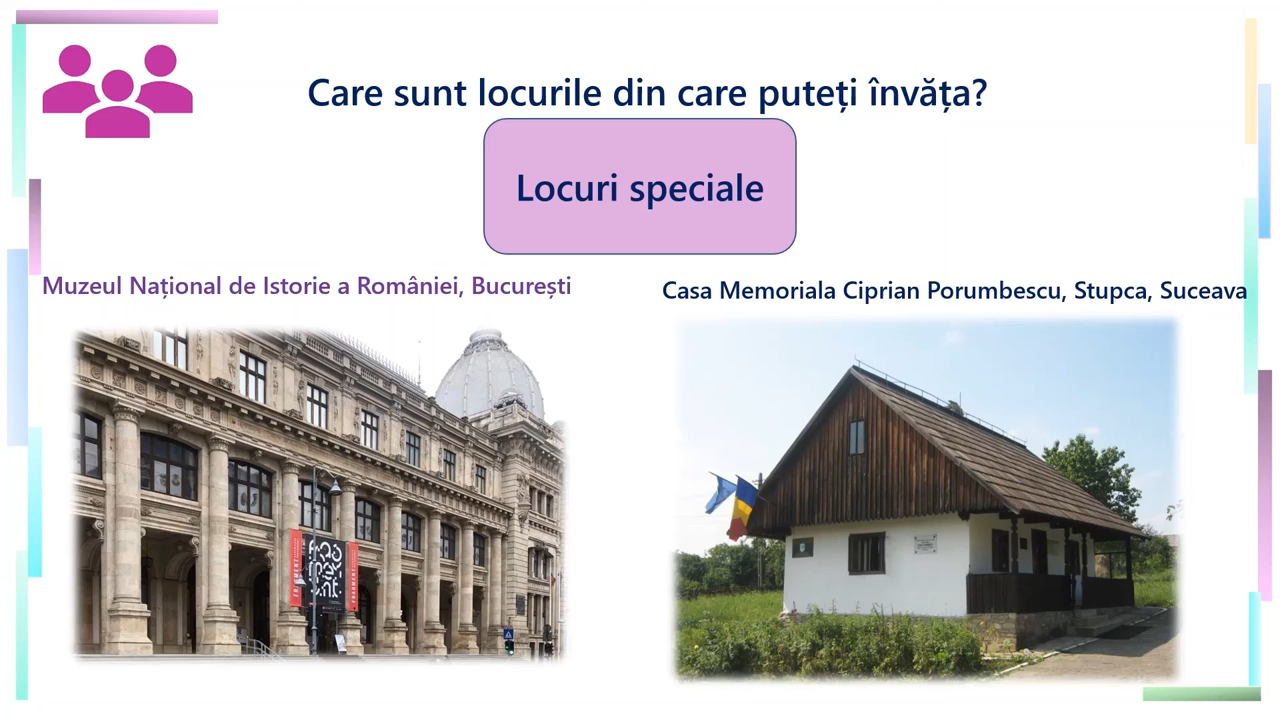 Care sunt locurile din care puteți învăța?
Locuri speciale
Muzeul Național de Istorie a României, București
Casa Memoriala Ciprian Porumbescu, Stupca, Suceava